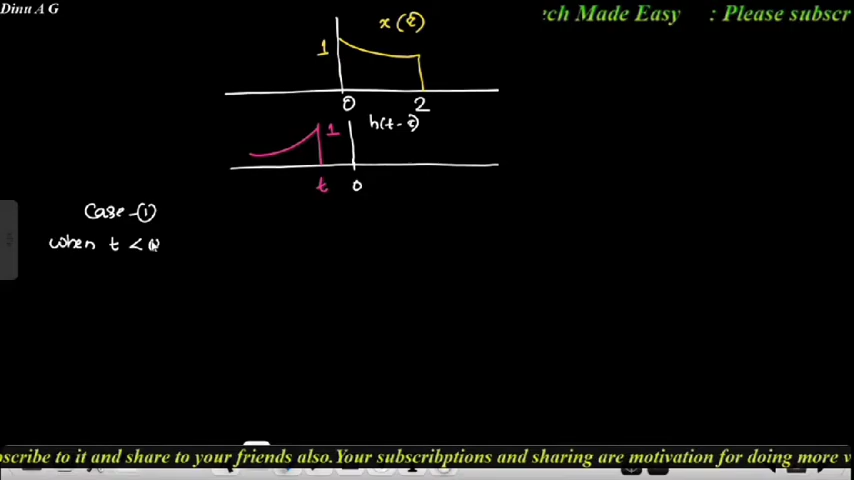 Dinu A G
ech Made Easy : Please subscr
x(τ)
1
0 2
h(t-τ)
1
t 0
Case-①
when t < 0
scribe to it and share to your friends also.Your subscribptions and sharing are motivation for doing more v